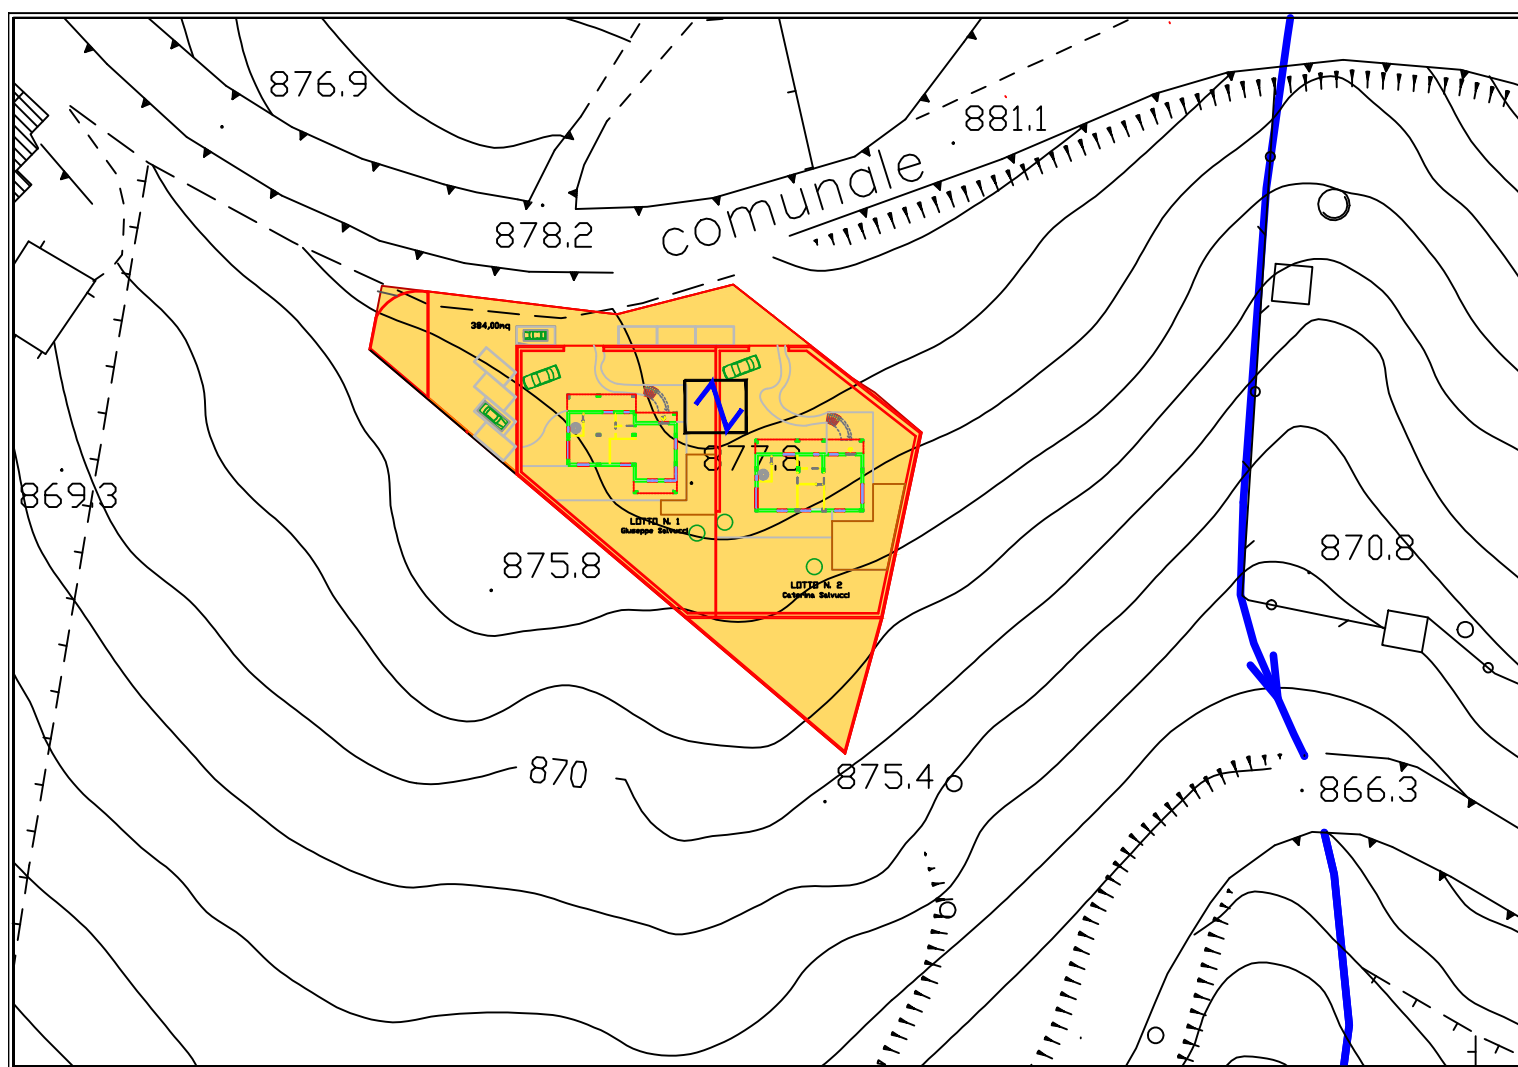 876.9
881.1
comunale
878.2
384,00mq
877.8
869.3
LOTTO N. 1
Giuseppe Salvucci
870.8
875.8
LOTTO N. 2
Caterina Salvucci
870
875.4
866.3